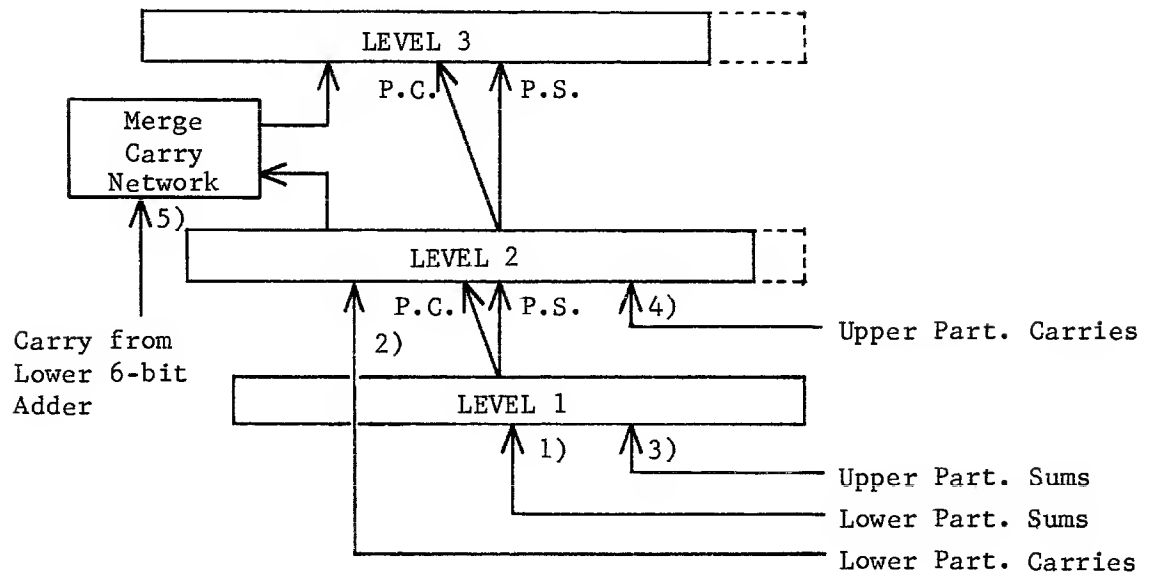 LEVEL 3
P.C.
P.S.
Merge
Carry
Network
5)
LEVEL 2
P.C.
P.S.
4)
2)
Upper Part. Carries
Carry from
Lower 6-bit
Adder
LEVEL 1
1)
3)
Upper Part. Sums
Lower Part. Sums
Lower Part. Carries